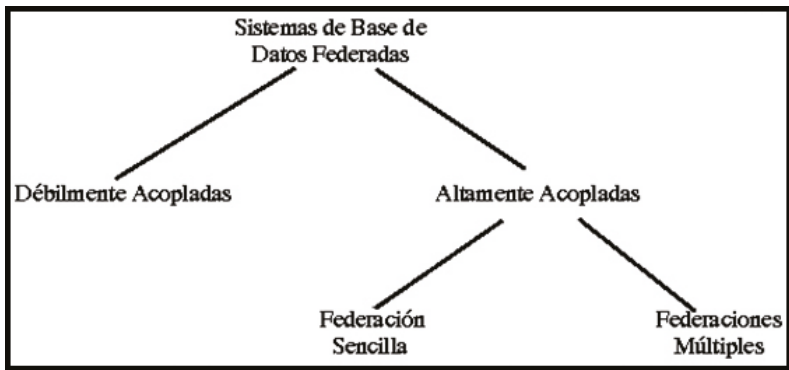 Sistemas de Base de
Datos Federadas
Débilmente Acopladas
Altamente Acopladas
Federación
Sencilla
Federaciones
Múltiples